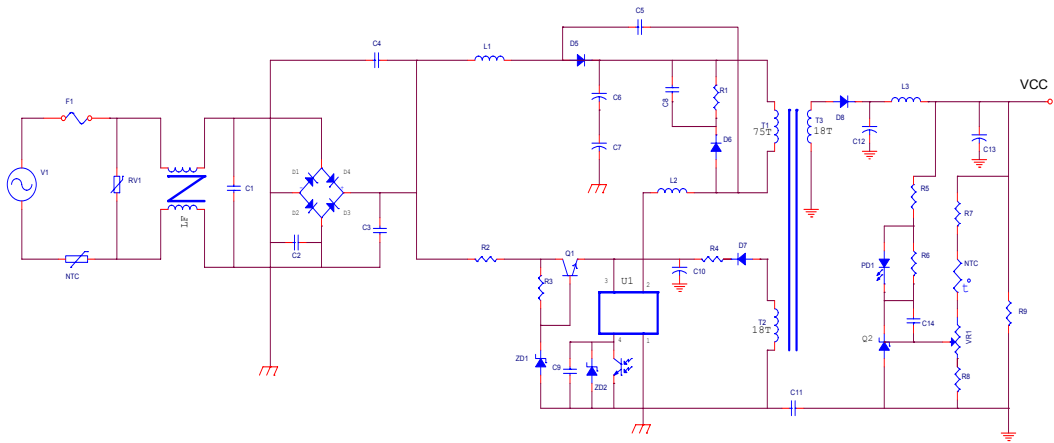 C5
C4
L1
D5
VCC
F1
L3
C6
C8
R1
T1
75T
T3
18T
D8
C12
C13
D6
C7
D1
D4
V1
RV1
C1
L2
R5
LF
D2
D3
R7
C3
C2
Q1
R4
D7
R2
R6
PD1
NTC
NTC
C10
3
U1
2
R3
t°
C14
T2
18T
R9
4
1
Q2
VR1
ZD1
C9
ZD2
R8
C11